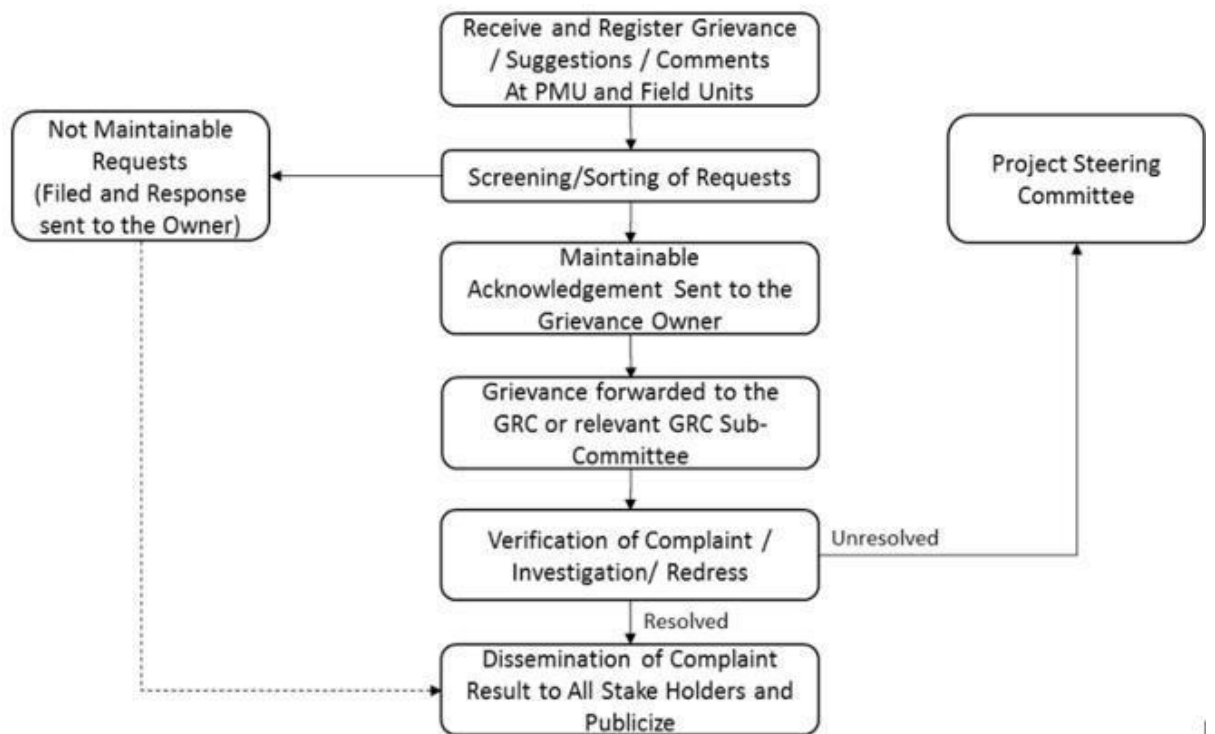 Receive and Register Grievance
/ Suggestions / Comments
At PMU and Field Units
Not Maintainable
Requests
(Filed and Response
sent to the Owner)
Screening/Sorting of Requests
Project Steering
Committee
Maintainable
Acknowledgement Sent to the
Grievance Owner
Grievance forwarded to the
GRC or relevant GRC Sub-
Committee
Verification of Complaint /
Investigation/ Redress
Unresolved
Resolved
Dissemination of Complaint
Result to All Stake Holders and
Publicize